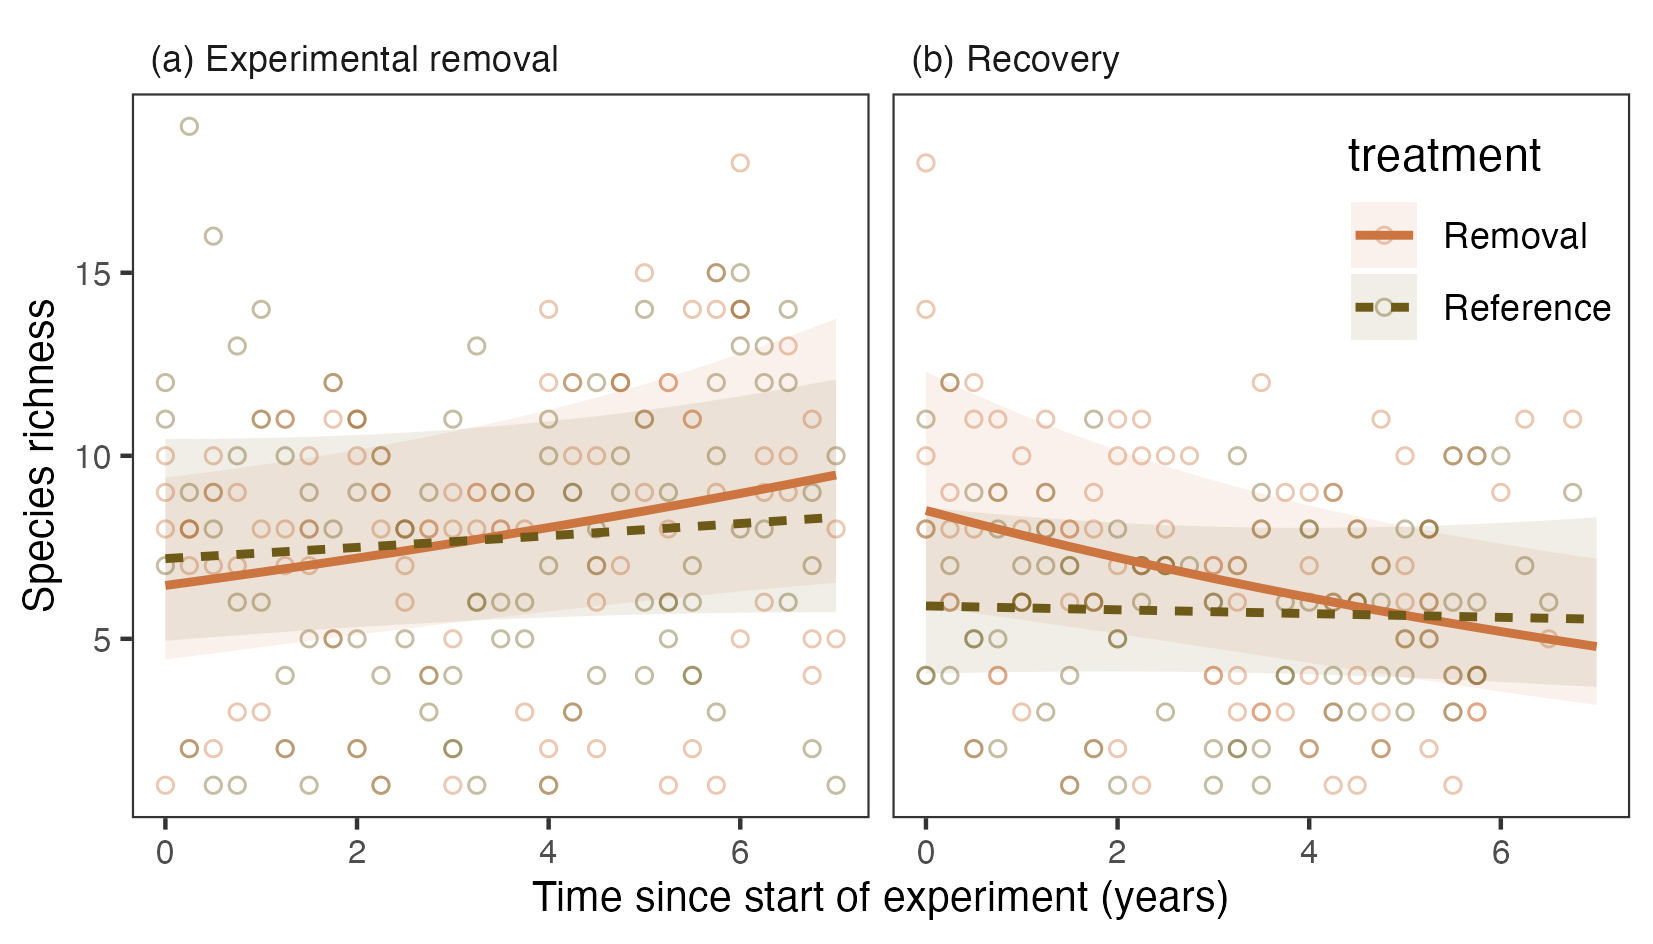 (a) Experimental removal
(b) Recovery
treatment
Removal
Reference
Species richness
15
10
5
0 2 4 6
0 2 4 6
Time since start of experiment (years)